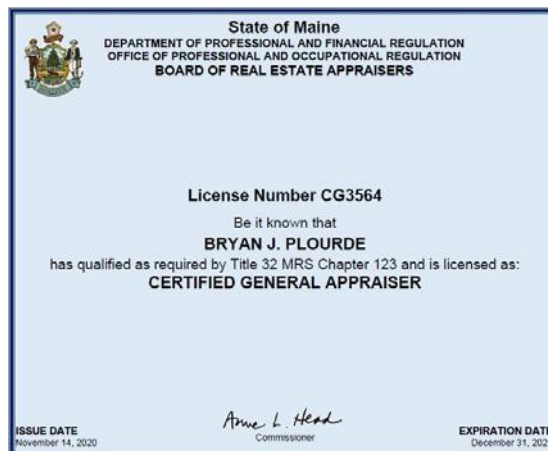 State of Maine
DEPARTMENT OF PROFESSIONAL AND FINANCIAL REGULATION
OFFICE OF PROFESSIONAL AND OCCUPATIONAL REGULATION
BOARD OF REAL ESTATE APPRAISERS
License Number CG3564
Be it known that
BRYAN J. PLOURDE
has qualified as required by Title 32 MRS Chapter 123 and is licensed as:
CERTIFIED GENERAL APPRAISER
Anne L. Head
Commissioner
ISSUE DATE
November 14, 2020
EXPIRATION DATE
December 31,